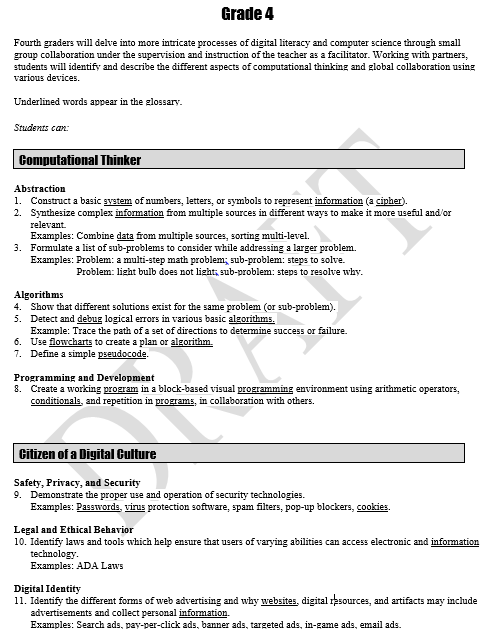 Grade 4
Fourth graders will delve into more intricate processes of digital literacy and computer science through small
group collaboration under the supervision and instruction of the teacher as a facilitator. Working with partners,
students will identify and describe the different aspects of computational thinking and global collaboration using
various devices.
Underlined words appear in the glossary.
Students can:
Computational Thinker
Abstraction
1. Construct a basic system of numbers, letters, or symbols to represent information (a cipher).
2. Synthesize complex information from multiple sources in different ways to make it more useful and/or
relevant.
Examples: Combine data from multiple sources, sorting multi-level.
3. Formulate a list of sub-problems to consider while addressing a larger problem.
Examples: Problem: a multi-step math problem; sub-problem: steps to solve.
Problem: light bulb does not light; sub-problem: steps to resolve why.
Algorithms
4. Show that different solutions exist for the same problem (or sub-problem).
5. Detect and debug logical errors in various basic algorithms.
Example: Trace the path of a set of directions to determine success or failure.
6. Use flowcharts to create a plan or algorithm.
7. Define a simple pseudocode.
Programming and Development
8. Create a working program in a block-based visual programming environment using arithmetic operators,
conditionals, and repetition in programs, in collaboration with others.
Citizen of a Digital Culture
Safety, Privacy, and Security
9. Demonstrate the proper use and operation of security technologies.
Examples: Passwords, virus protection software, spam filters, pop-up blockers, cookies.
Legal and Ethical Behavior
10. Identify laws and tools which help ensure that users of varying abilities can access electronic and information
technology.
Examples: ADA Laws
Digital Identity
11. Identify the different forms of web advertising and why websites, digital resources, and artifacts may include
advertisements and collect personal information.
Examples: Search ads, pay-per-click ads, banner ads, targeted ads, in-game ads, email ads.
DRAFT